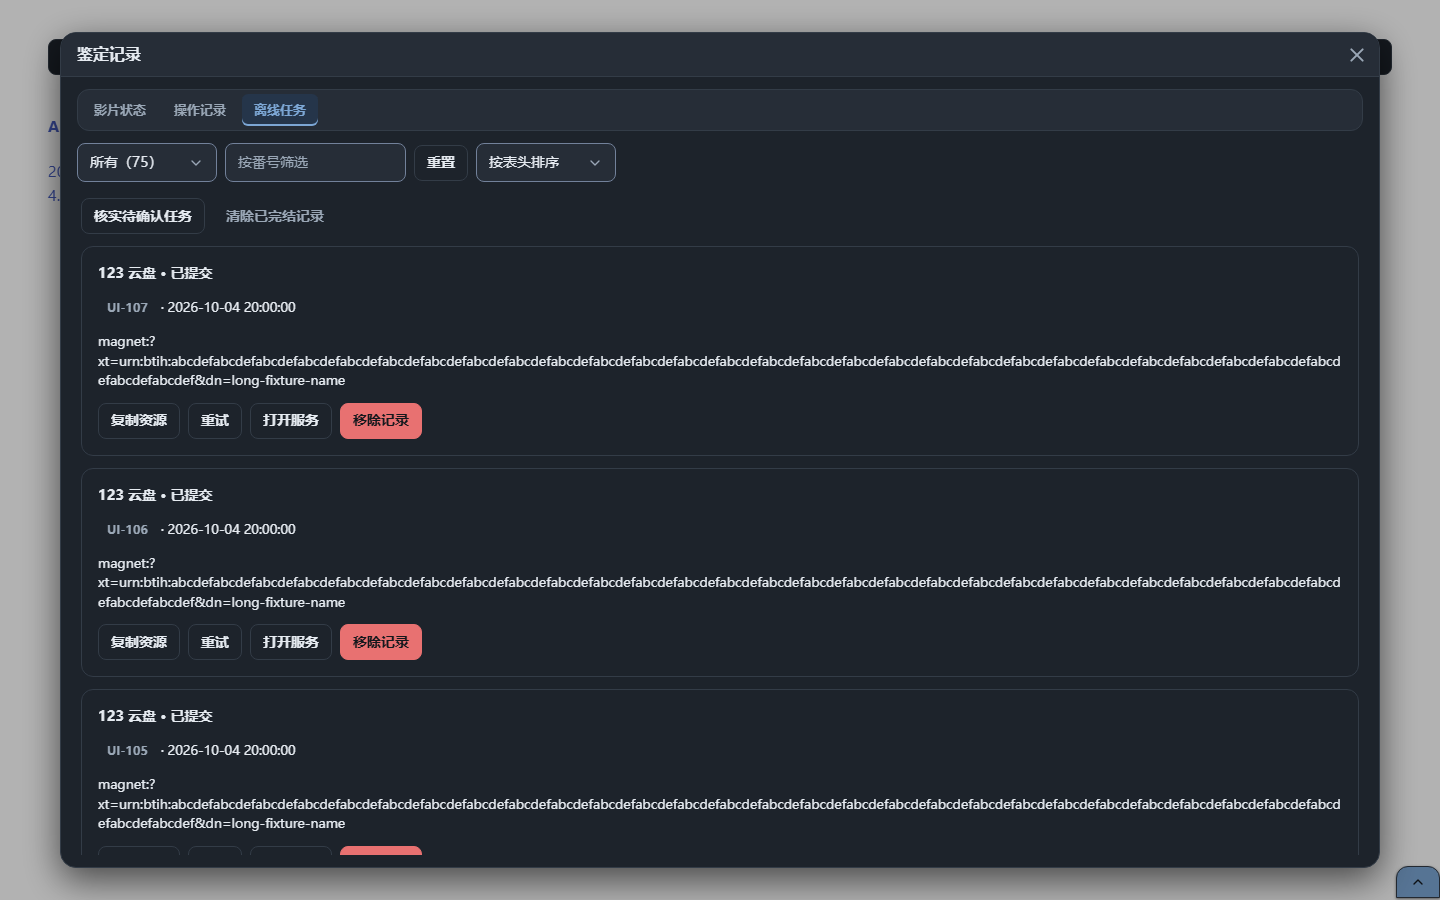 鉴定记录
影片状态 操作记录 离线任务
所有（75） 按番号筛选 重置 按表头排序
核实待确认任务 清除已完结记录
A
20
4.
123 云盘 • 已提交
UI-107 · 2026-10-04 20:00:00
magnet:?
xt=urn:btih:abcdefabcdefabcdefabcdefabcdefabcdefabcdefabcdefabcdefabcdefabcdefabcdefabcdefabcdefabcdefabcdefabcdefabcdefabcdefabcdefabcdefabcdefabcdefabcdefabcd
efabcdefabcdef&dn=long-fixture-name
复制资源 重试 打开服务 移除记录
123 云盘 • 已提交
UI-106 · 2026-10-04 20:00:00
magnet:?
xt=urn:btih:abcdefabcdefabcdefabcdefabcdefabcdefabcdefabcdefabcdefabcdefabcdefabcdefabcdefabcdefabcdefabcdefabcdefabcdefabcdefabcdefabcdefabcdefabcdefabcdefabcd
efabcdefabcdef&dn=long-fixture-name
复制资源 重试 打开服务 移除记录
123 云盘 • 已提交
UI-105 · 2026-10-04 20:00:00
magnet:?
xt=urn:btih:abcdefabcdefabcdefabcdefabcdefabcdefabcdefabcdefabcdefabcdefabcdefabcdefabcdefabcdefabcdefabcdefabcdefabcdefabcdefabcdefabcdefabcdefabcdefabcdefabcd
efabcdefabcdef&dn=long-fixture-name